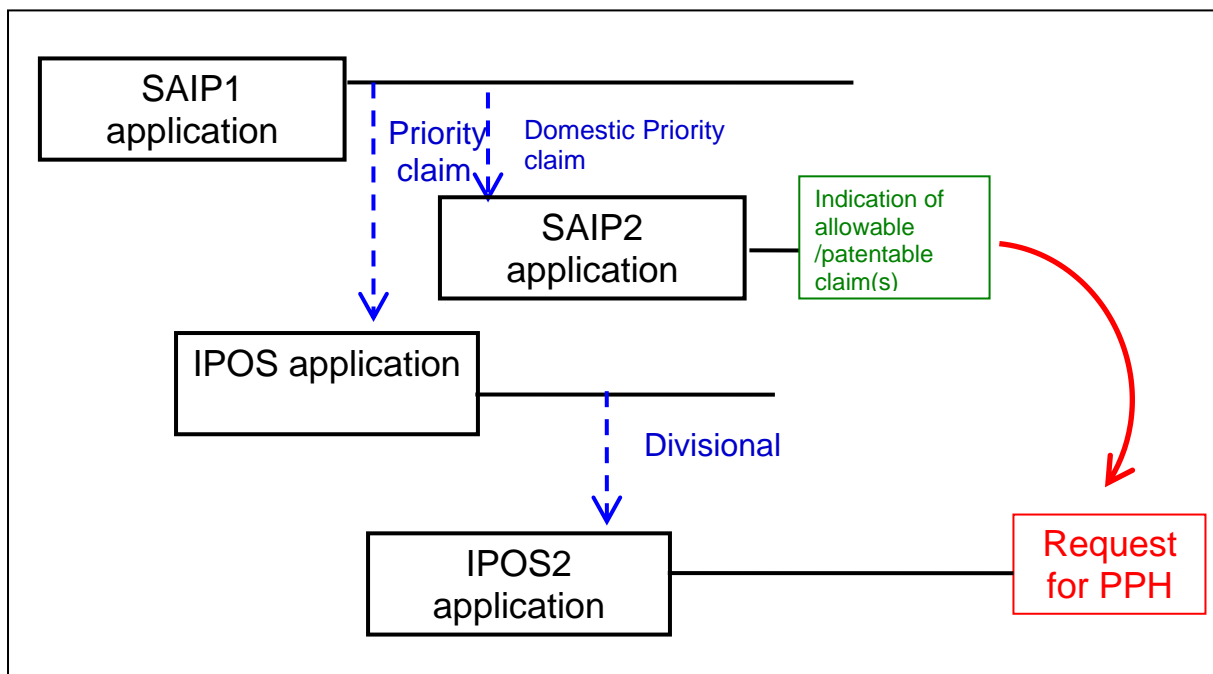 SAIP1
application
Priority
claim
Domestic Priority
claim
SAIP2
application
Indication of
allowable
/patentable
claim(s)
IPOS application
Divisional
IPOS2
application
Request
for PPH